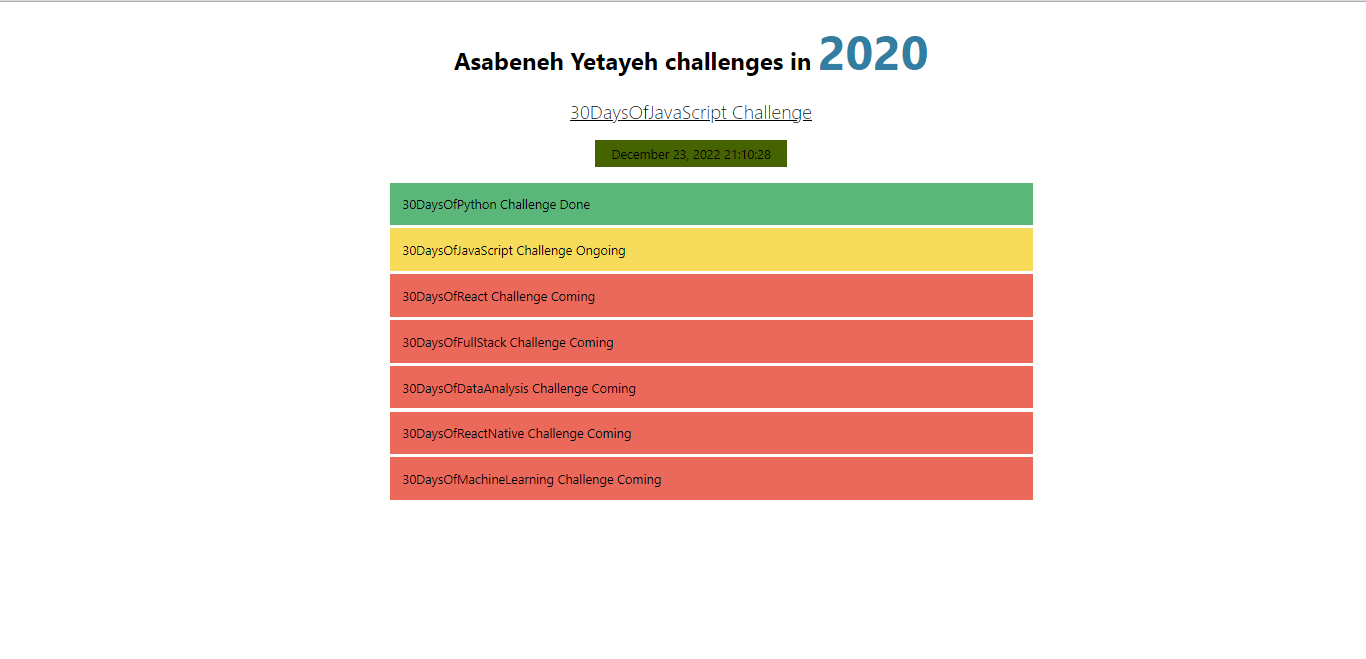 Asabeneh Yetayeh challenges in 2020
30DaysOfJavaScript Challenge
December 23, 2022 21:10:28
30DaysOfPython Challenge Done
30DaysOfJavaScript Challenge Ongoing
30DaysOfReact Challenge Coming
30DaysOfFullStack Challenge Coming
30DaysOfDataAnalysis Challenge Coming
30DaysOfReactNative Challenge Coming
30DaysOfMachineLearning Challenge Coming